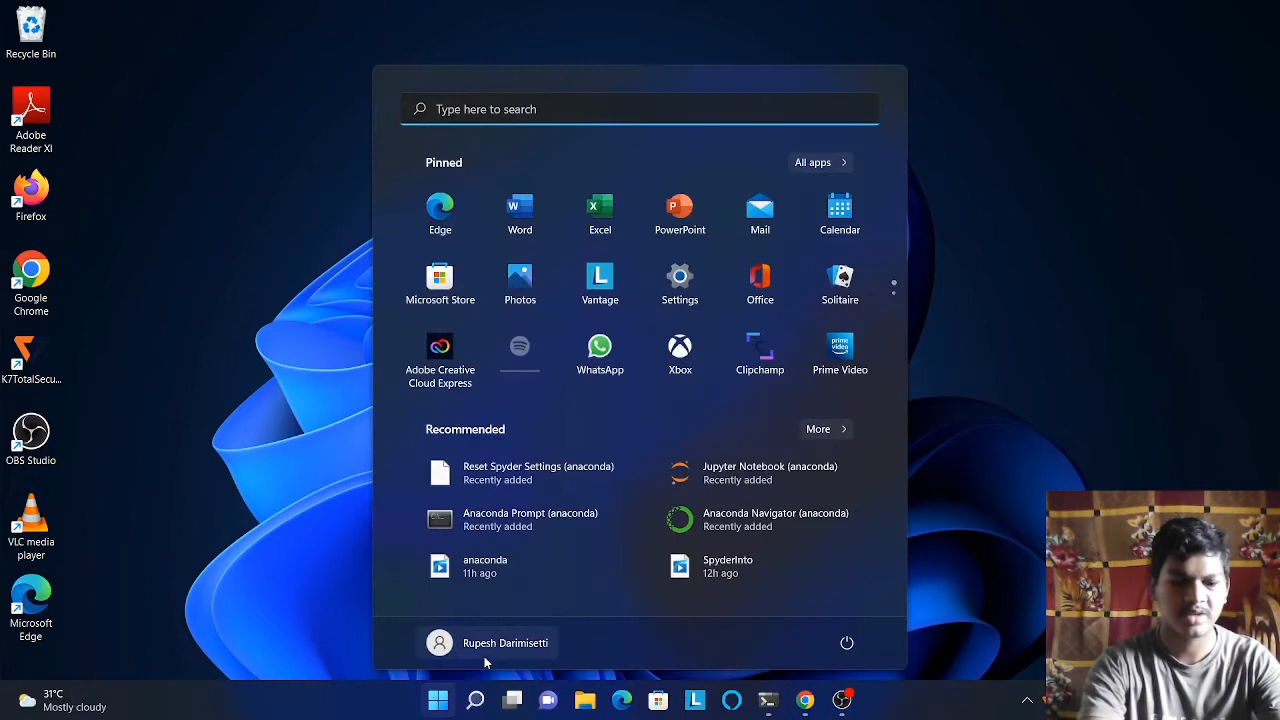 Recycle Bin
Adobe
Reader XI
Firefox
Google
Chrome
K7TotalSecu...
OBS Studio
VLC media
player
Microsoft
Edge
Type here to search
Pinned
All apps
Edge
Word
Excel
PowerPoint
Mail
Calendar
Microsoft Store
Photos
Vantage
Settings
Office
Solitaire
prime
video
Adobe Creative
Cloud Express
WhatsApp
Xbox
Clipchamp
Prime Video
Recommended
More
Reset Spyder Settings (anaconda)
Recently added
Jupyter Notebook (anaconda)
Recently added
Anaconda Prompt (anaconda)
Recently added
Anaconda Navigator (anaconda)
Recently added
anaconda
11h ago
SpyderInto
12h ago
Rupesh Darimisetti
31°C
Mostly cloudy